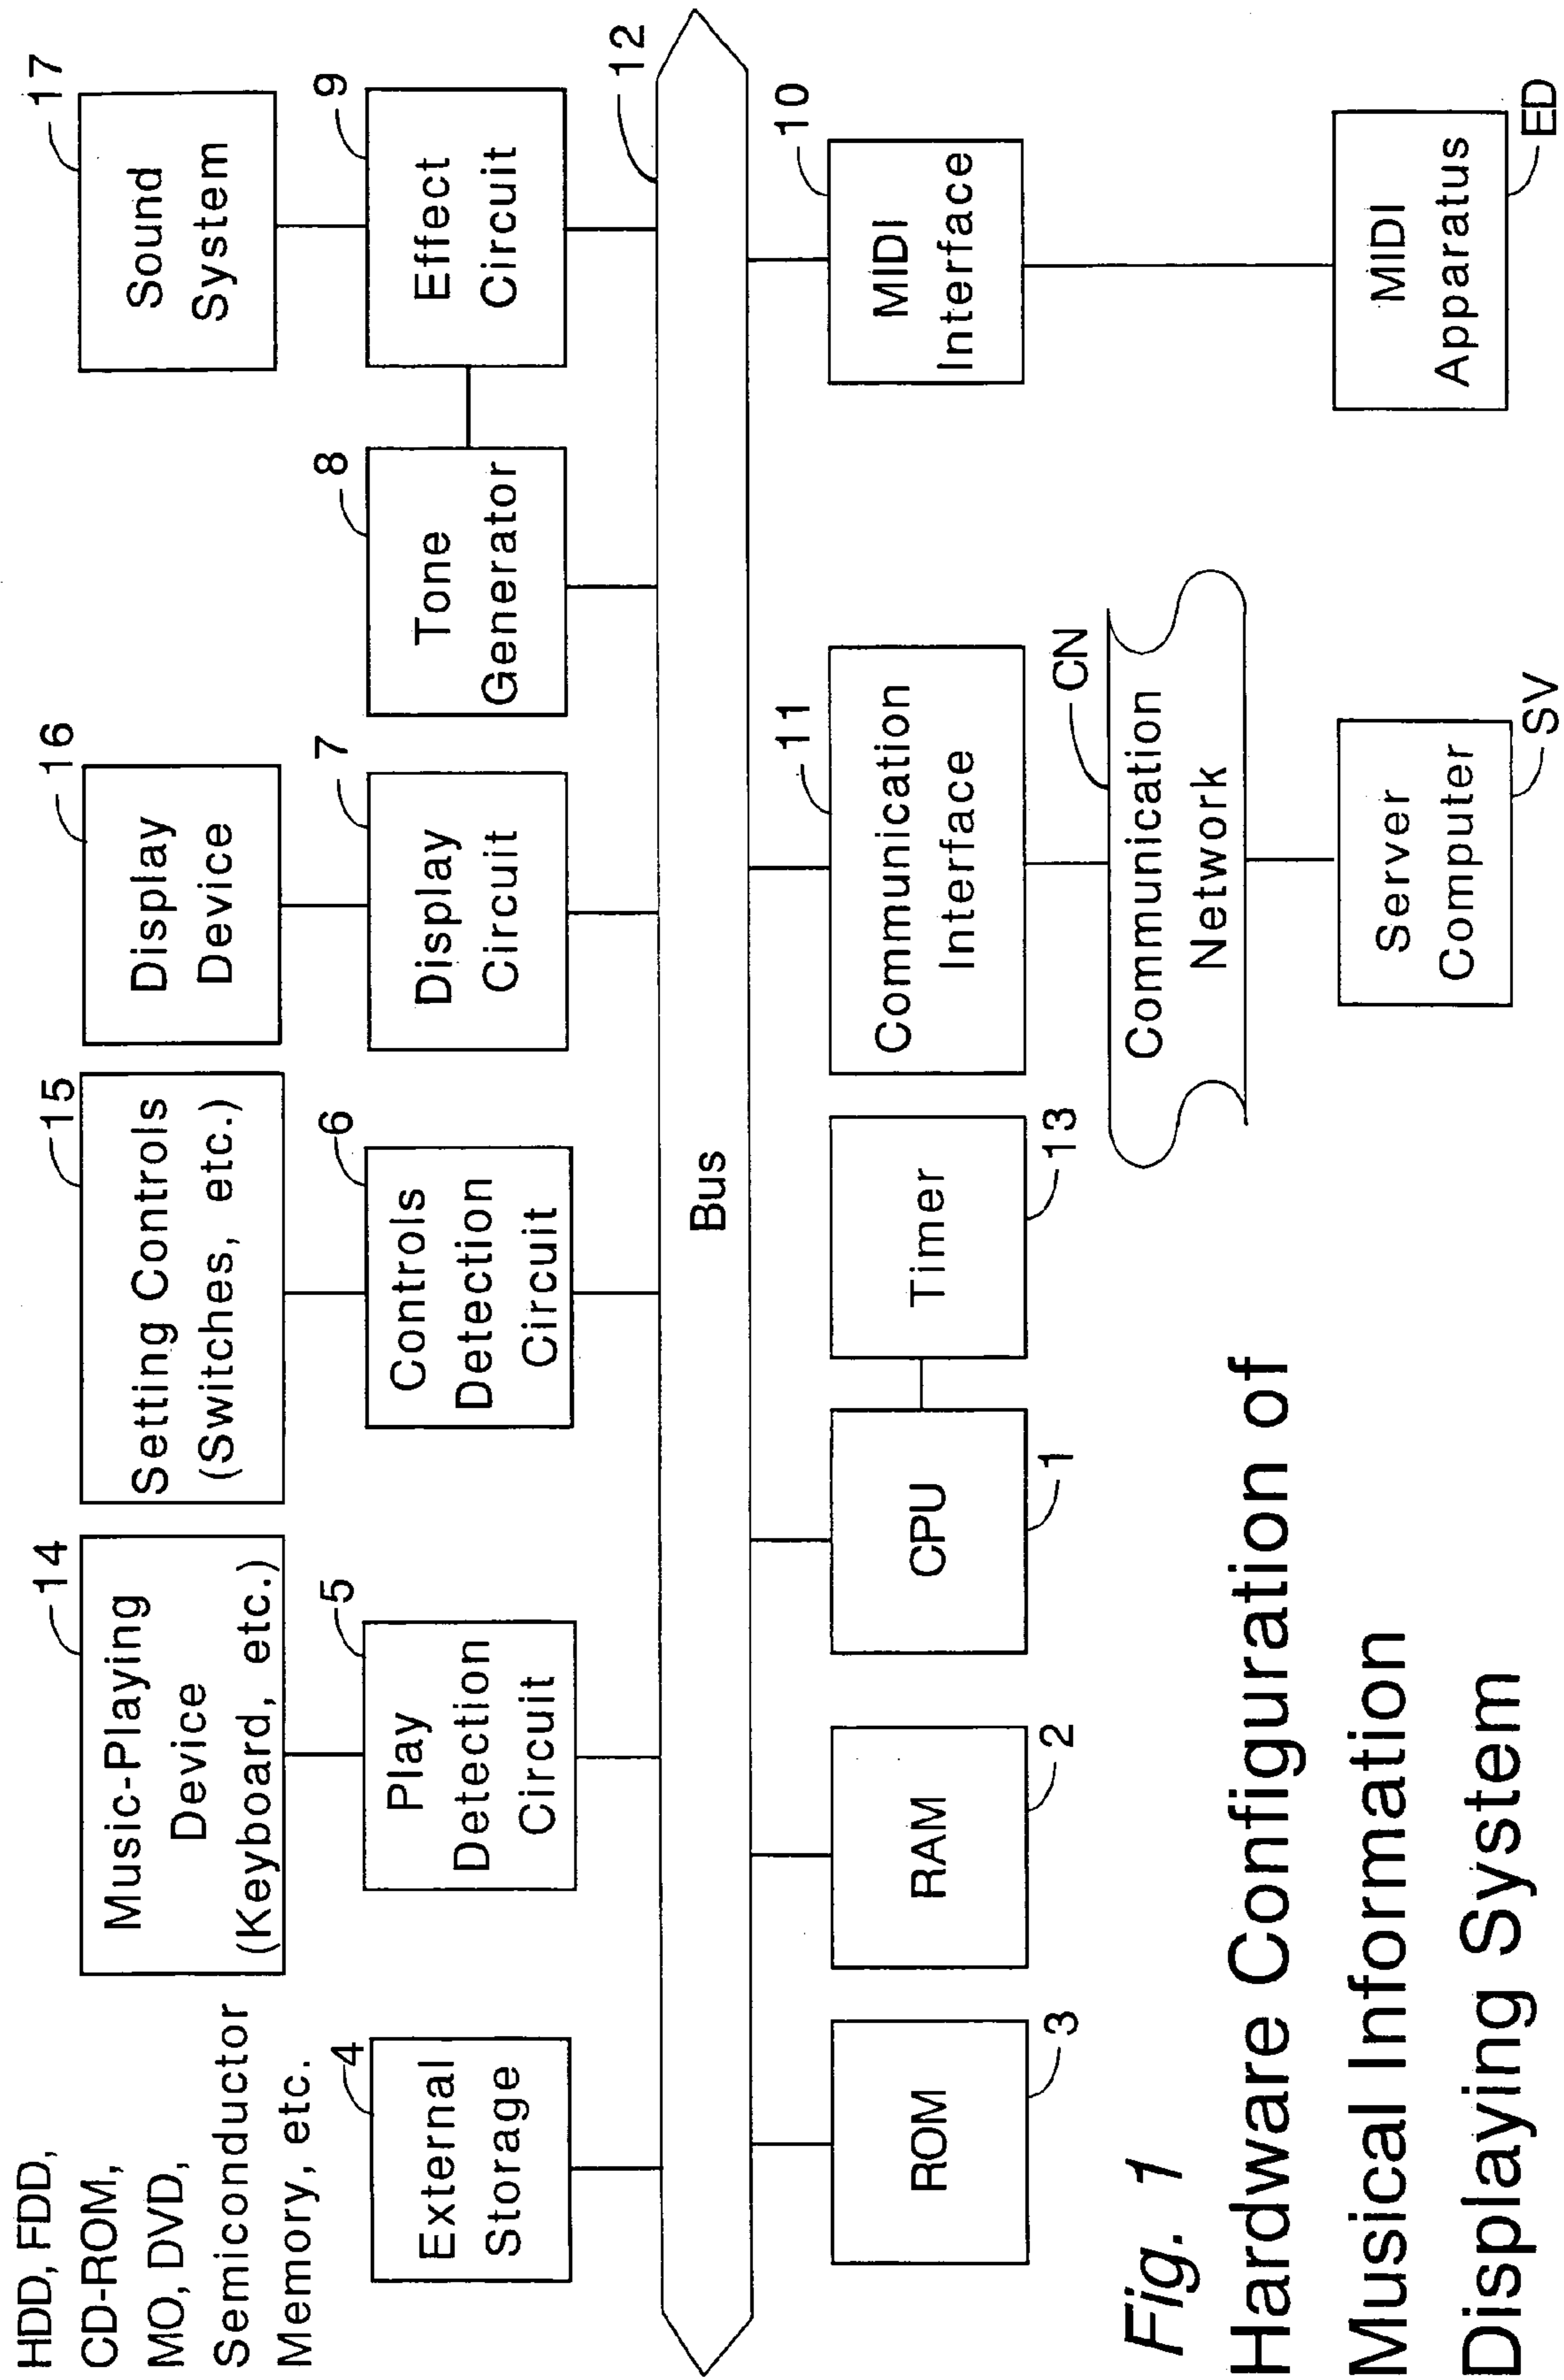 HDD, FDD,
CD-ROM,
MO, DVD,
Semiconductor
Memory, etc.
14
Music-Playing
Device
(Keyboard, etc.)
15
Setting Controls
(Switches, etc.)
16
Display
Device
17
Sound
System
4
External
Storage
5
Play
Detection
Circuit
6
Controls
Detection
Circuit
7
Display
Circuit
8
Tone
Generator
9
Effect
Circuit
12
Bus
ROM
3
RAM
2
CPU
1
Timer
13
11
Communication
Interface
10
MIDI
Interface
CN
Communication
Network
Server
Computer
SV
MIDI
Apparatus
ED
Fig. 1
Hardware Configuration of
Musical Information
Displaying System